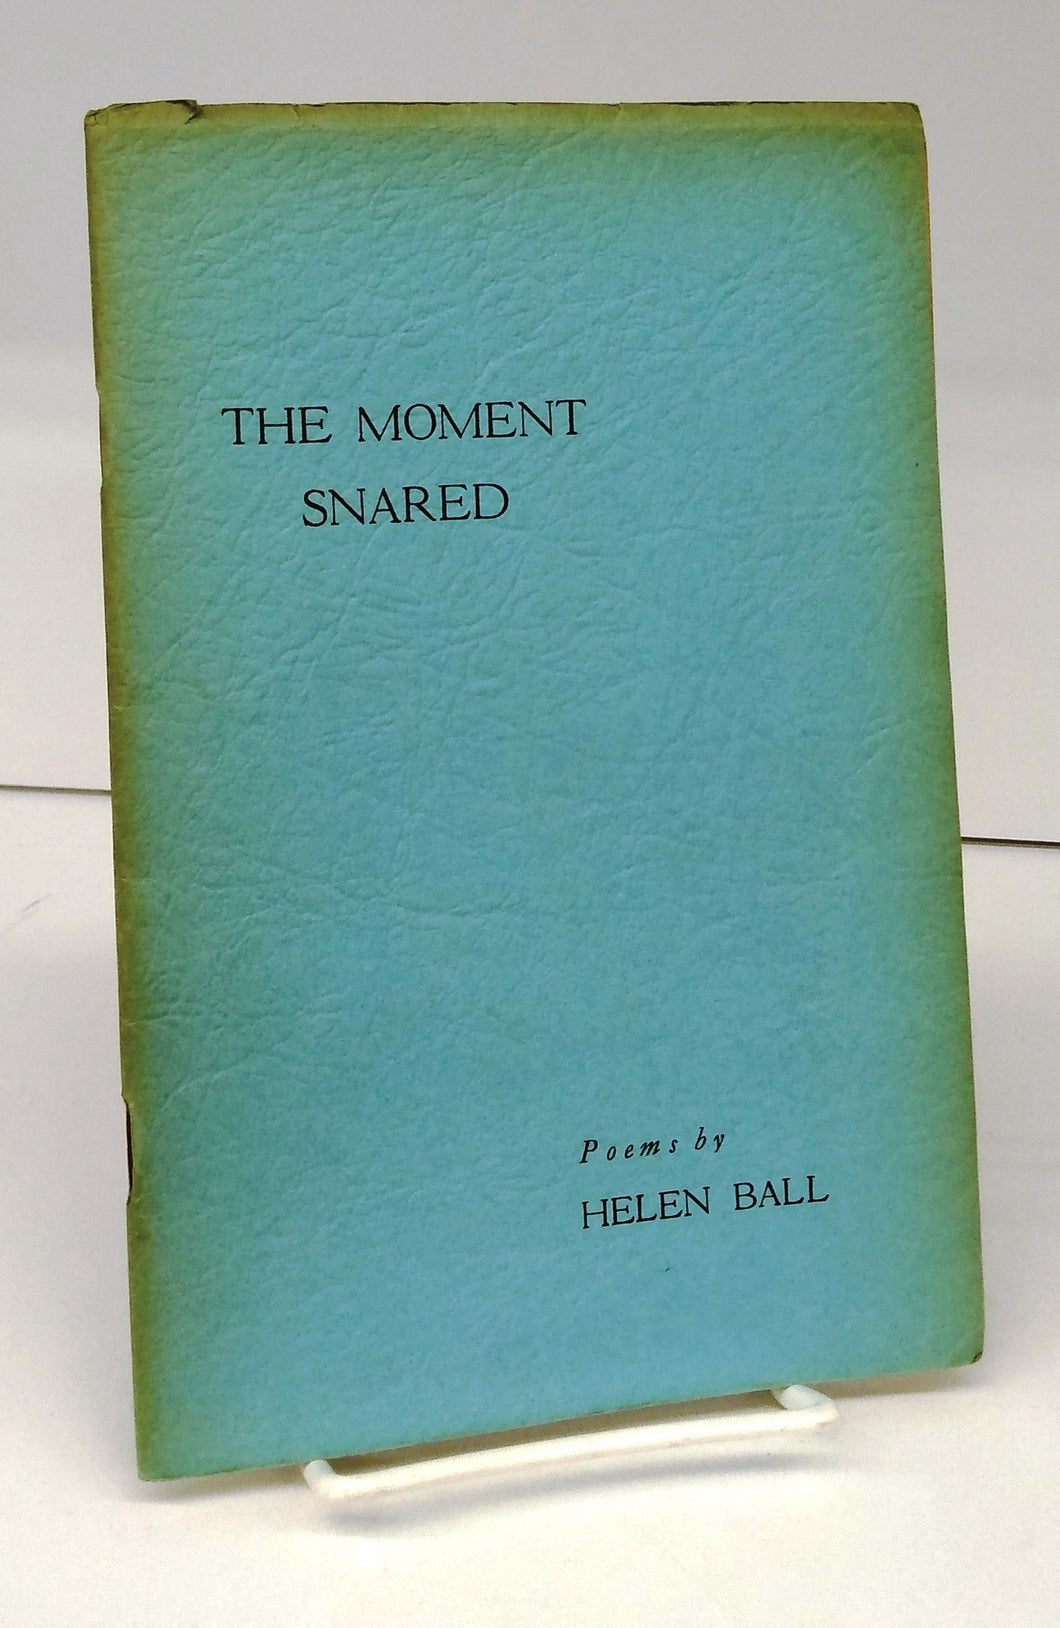 THE MOMENT
SNARED
Poems by
HELEN BALL